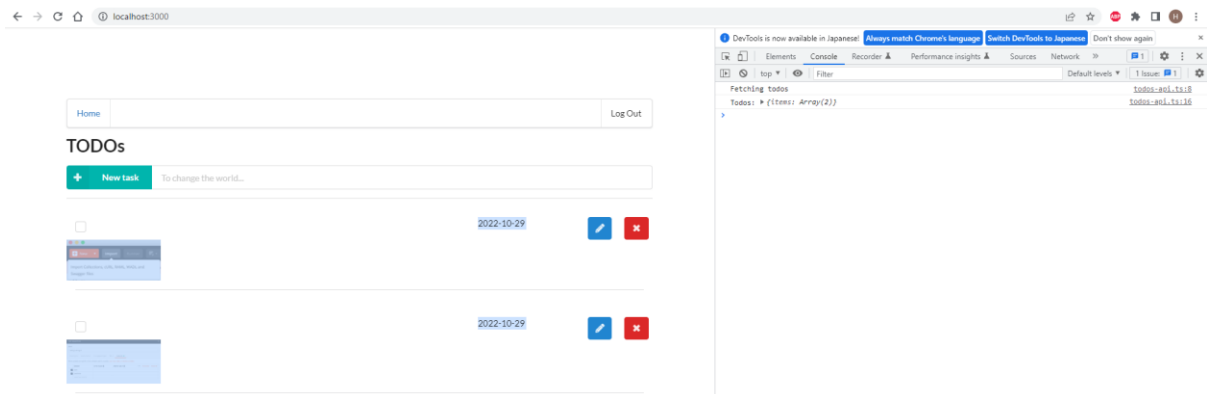 localhost:3000
DevTools is now available in Japanese! Always match Chrome's language Switch DevTools to Japanese Don't show again
Elements Console Recorder Performance insights Sources Network » 1
top Filter Default levels 1 Issue: 1
Fetching todos todos-api.ts:8
Todos: {items: Array(2)} todos-api.ts:16
Home Log Out
TODOs
New task To change the world...
2022-10-29
2022-10-29